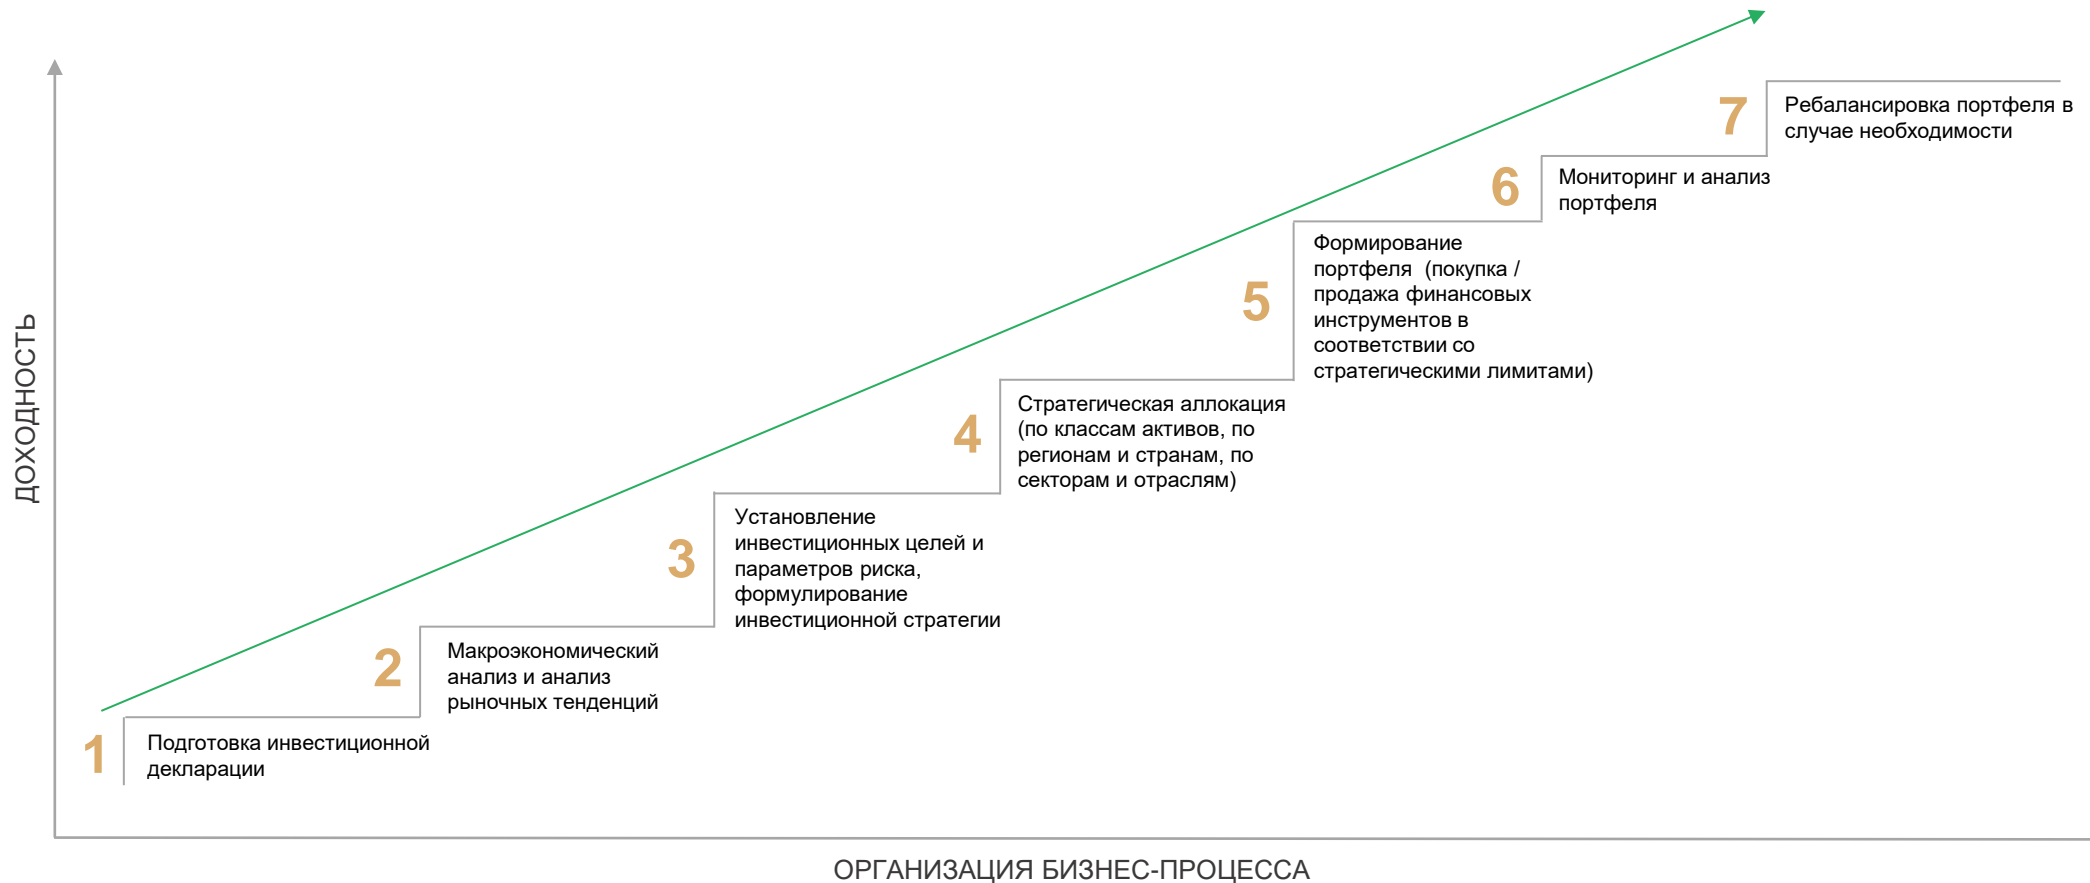 ДОХОДНОСТЬ
1
Подготовка инвестиционной
декларации
2
Макроэкономический
анализ и анализ
рыночных тенденций
3
Установление
инвестиционных целей и
параметров риска,
формулирование
инвестиционной стратегии
4
Стратегическая аллокация
(по классам активов, по
регионам и странам, по
секторам и отраслям)
5
Формирование
портфеля  (покупка /
продажа финансовых
инструментов в
соответствии со
стратегическими лимитами)
6
Мониторинг и анализ
портфеля
7
Ребалансировка портфеля в
случае необходимости
ОРГАНИЗАЦИЯ БИЗНЕС-ПРОЦЕССА